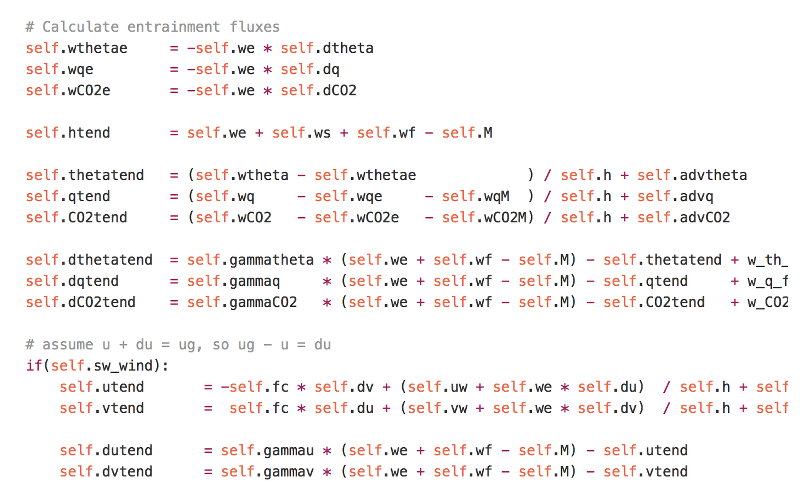 # Calculate entrainment fluxes
self.wthetae     = -self.we * self.dtheta
self.wqe         = -self.we * self.dq
self.wCO2e       = -self.we * self.dCO2
self.htend       = self.we + self.ws + self.wf - self.M
self.thetatend   = (self.wtheta - self.wthetae             ) / self.h + self.advtheta
self.qtend       = (self.wq     - self.wqe     - self.wqM  ) / self.h + self.advq
self.CO2tend     = (self.wCO2   - self.wCO2e   - self.wCO2M) / self.h + self.advCO2
self.dthetatend  = self.gammatheta * (self.we + self.wf - self.M) - self.thetatend + w_th_
self.dqtend      = self.gammaq     * (self.we + self.wf - self.M) - self.qtend     + w_q_f
self.dCO2tend    = self.gammaCO2   * (self.we + self.wf - self.M) - self.CO2tend   + w_CO2
# assume u + du = ug, so ug - u = du
if(self.sw_wind):
    self.utend       = -self.fc * self.dv + (self.uw + self.we * self.du)  / self.h + self
    self.vtend       =  self.fc * self.du + (self.vw + self.we * self.dv)  / self.h + self
    self.dutend      = self.gammau * (self.we + self.wf - self.M) - self.utend
    self.dvtend      = self.gammav * (self.we + self.wf - self.M) - self.vtend